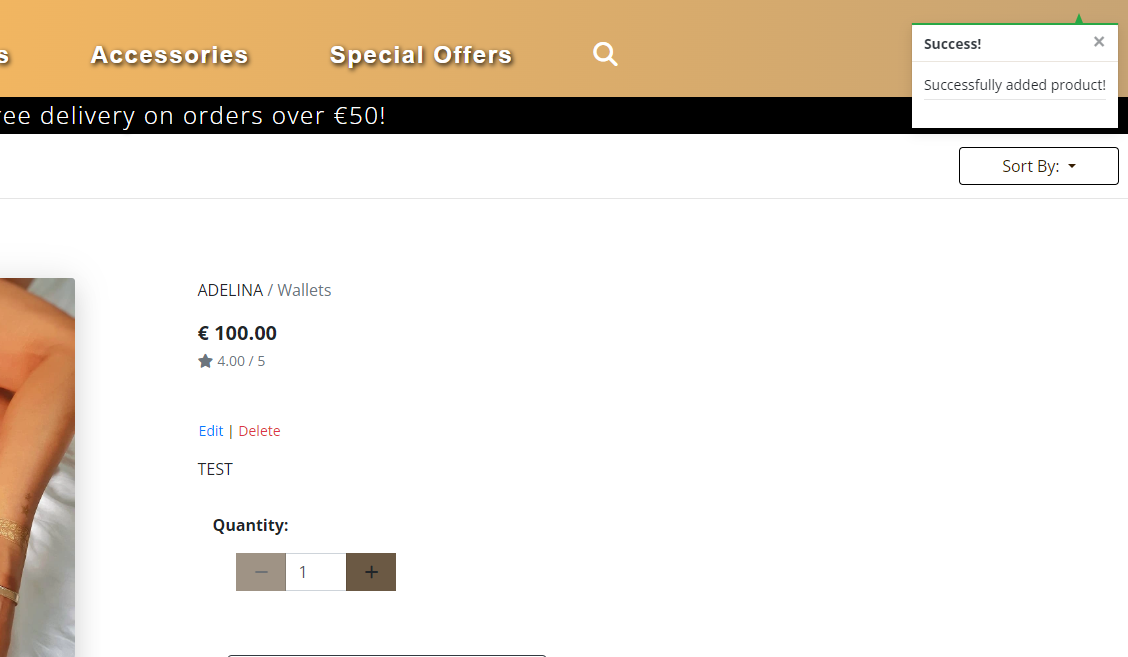 s Accessories Special Offers
Success! ×
Successfully added product!
ee delivery on orders over €50!
Sort By:
ADELINA / Wallets
€ 100.00
4.00 / 5
Edit | Delete
TEST
Quantity:
− 1 +